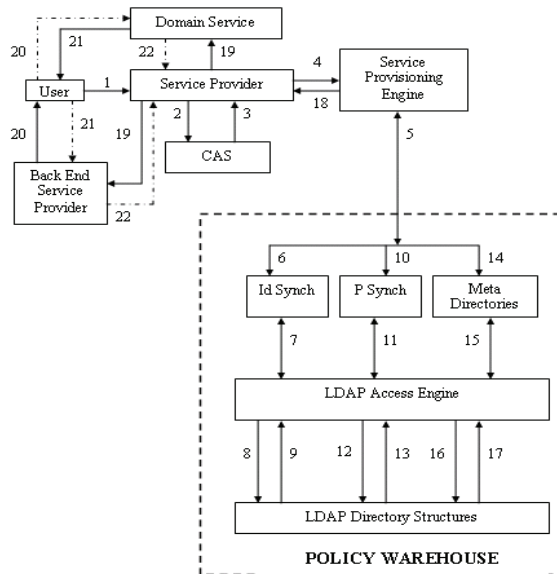 Domain Service
20
21
22
19
4
Service
Provisioning
Engine
User
1
Service Provider
18
20
21
19
2
3
5
CAS
Back End
Service
Provider
22
6
10
14
Id Synch
P Synch
Meta
Directories
7
11
15
LDAP Access Engine
8
9
12
13
16
17
LDAP Directory Structures
POLICY WAREHOUSE